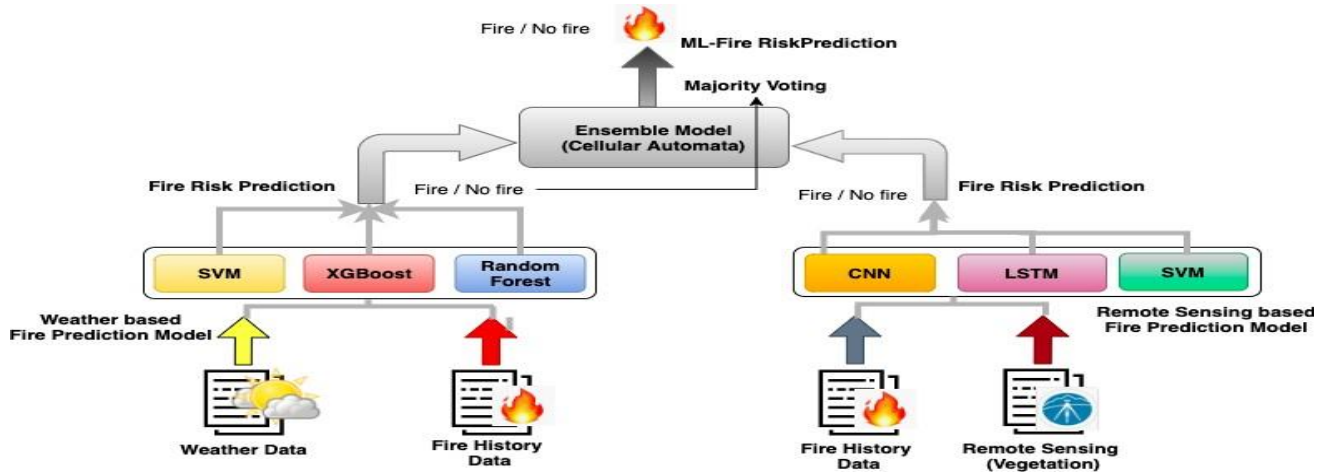 Fire / No fire
ML-Fire RiskPrediction
Majority Voting
Ensemble Model
(Cellular Automata)
Fire Risk Prediction
Fire / No fire
Fire / No fire
Fire Risk Prediction
SVM
XGBoost
Random
Forest
CNN
LSTM
SVM
Weather based
Fire Prediction Model
Remote Sensing based
Fire Prediction Model
Weather Data
Fire History
Data
Fire History
Data
Remote Sensing
(Vegetation)